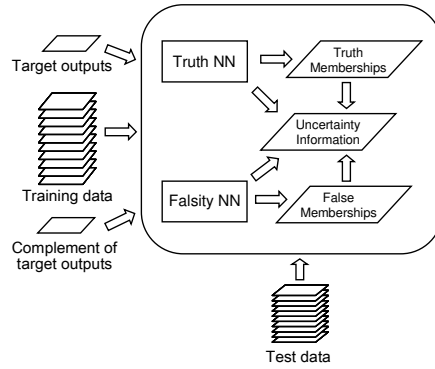 Target outputs
Truth NN
Truth
Memberships
Uncertainty
Information
Training data
Falsity NN
False
Memberships
Complement of
target outputs
Test data